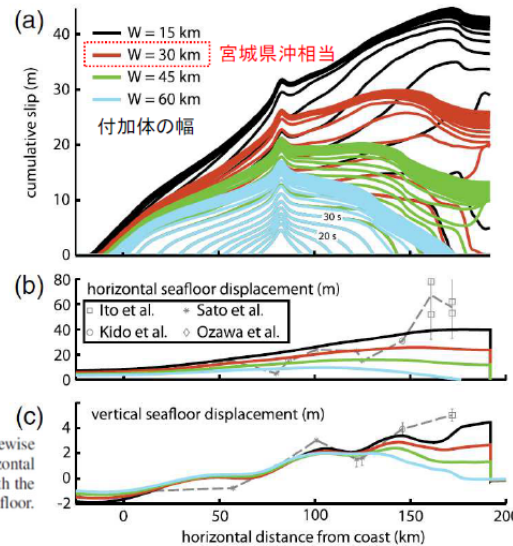 (a)
W = 15 km
W = 30 km
宮城県沖相当
W = 45 km
W = 60 km
付加体の幅
cumulative slip (m)
40
30
20
10
0
30 s
20 s
(b)
horizontal seafloor displacement (m)
80
60
40
20
0
Ito et al.
Sato et al.
Kido et al.
Ozawa et al.
(c)
vertical seafloor displacement (m)
4
2
0
-2
0
50
100
150
200
horizontal distance from coast (km)
ewise
zontal
h the
floor.